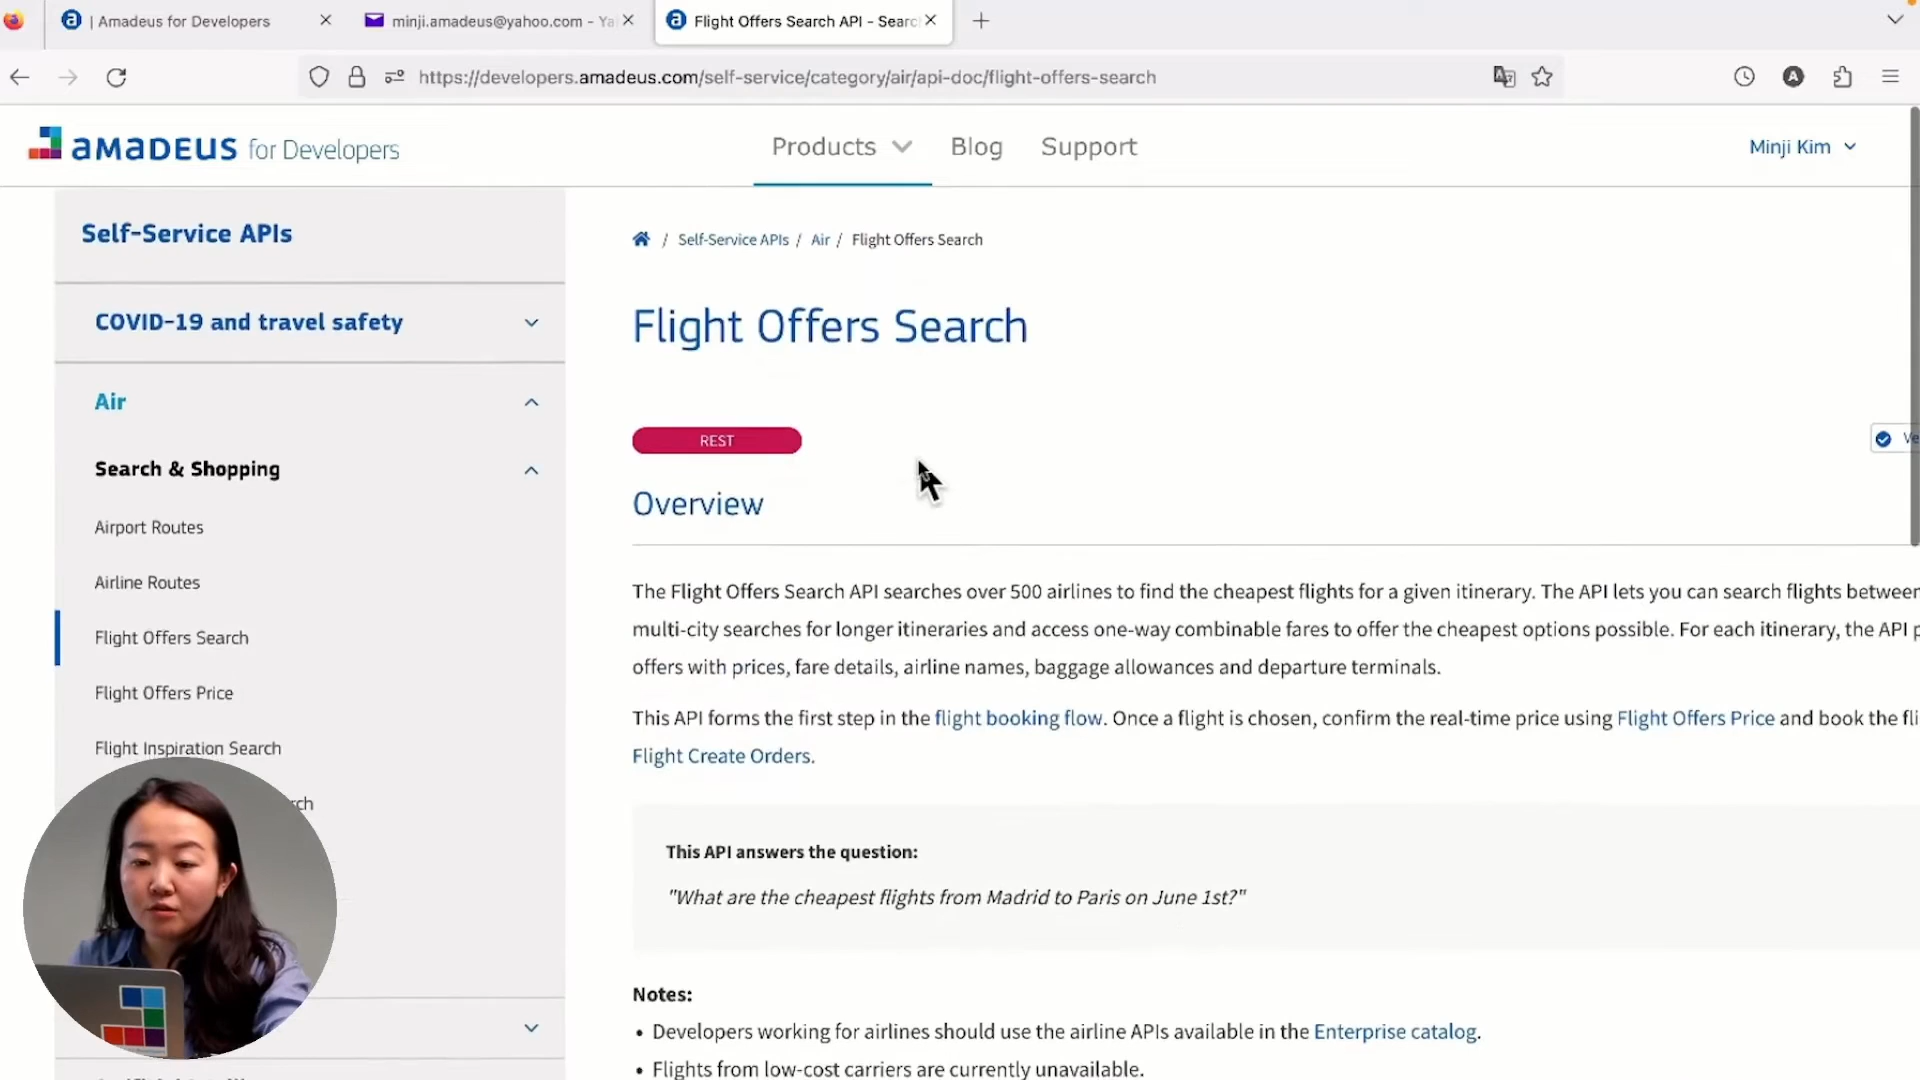 | Amadeus for Developers
minji.amadeus@yahoo.com - Ya
Flight Offers Search API - Searc
https://developers.amadeus.com/self-service/category/air/api-doc/flight-offers-search
A
amadeus for Developers
Products
Blog
Support
Minji Kim
Self-Service APIs
COVID-19 and travel safety
Air
Search & Shopping
Airport Routes
Airline Routes
Flight Offers Search
Flight Offers Price
Flight Inspiration Search
rch
/ Self-Service APIs / Air / Flight Offers Search
Flight Offers Search
REST
Ve
Overview
The Flight Offers Search API searches over 500 airlines to find the cheapest flights for a given itinerary. The API lets you can search flights between
multi-city searches for longer itineraries and access one-way combinable fares to offer the cheapest options possible. For each itinerary, the API p
offers with prices, fare details, airline names, baggage allowances and departure terminals.
This API forms the first step in the flight booking flow. Once a flight is chosen, confirm the real-time price using Flight Offers Price and book the fli
Flight Create Orders.
This API answers the question:
"What are the cheapest flights from Madrid to Paris on June 1st?"
Notes:
• Developers working for airlines should use the airline APIs available in the Enterprise catalog.
• Flights from low-cost carriers are currently unavailable.